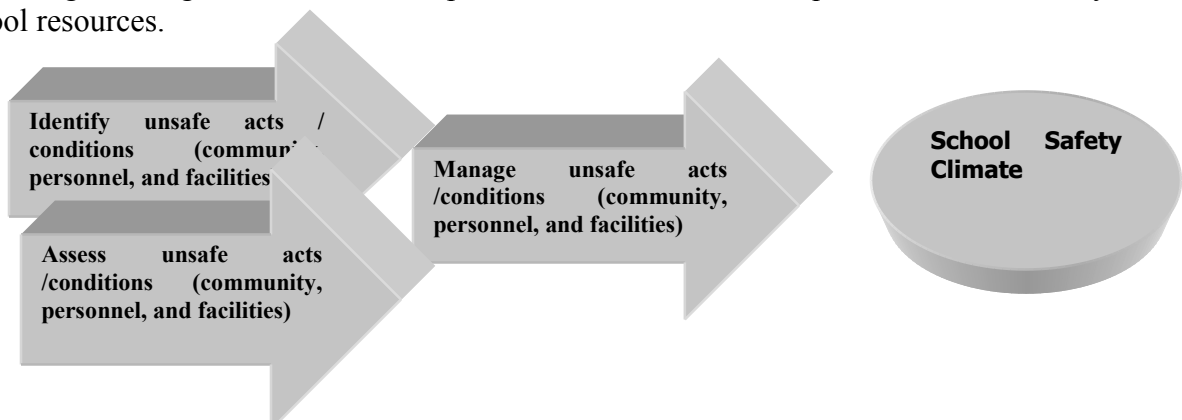 ool resources.
Identify unsafe acts /
conditions (community,
personnel, and facilities
Assess unsafe acts
/conditions (community,
personnel, and facilities)
Manage unsafe acts
/conditions (community,
personnel, and facilities)
School Safety
Climate